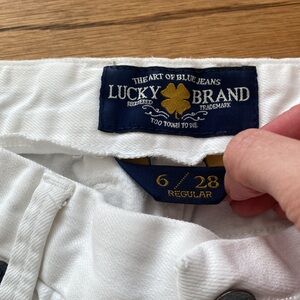 THE ART OF BLUE JEANS
LUCKY BRAND
REGISTERED TRADEMARK
TOO TOUGH TO DIE
6 / 28
REGULAR